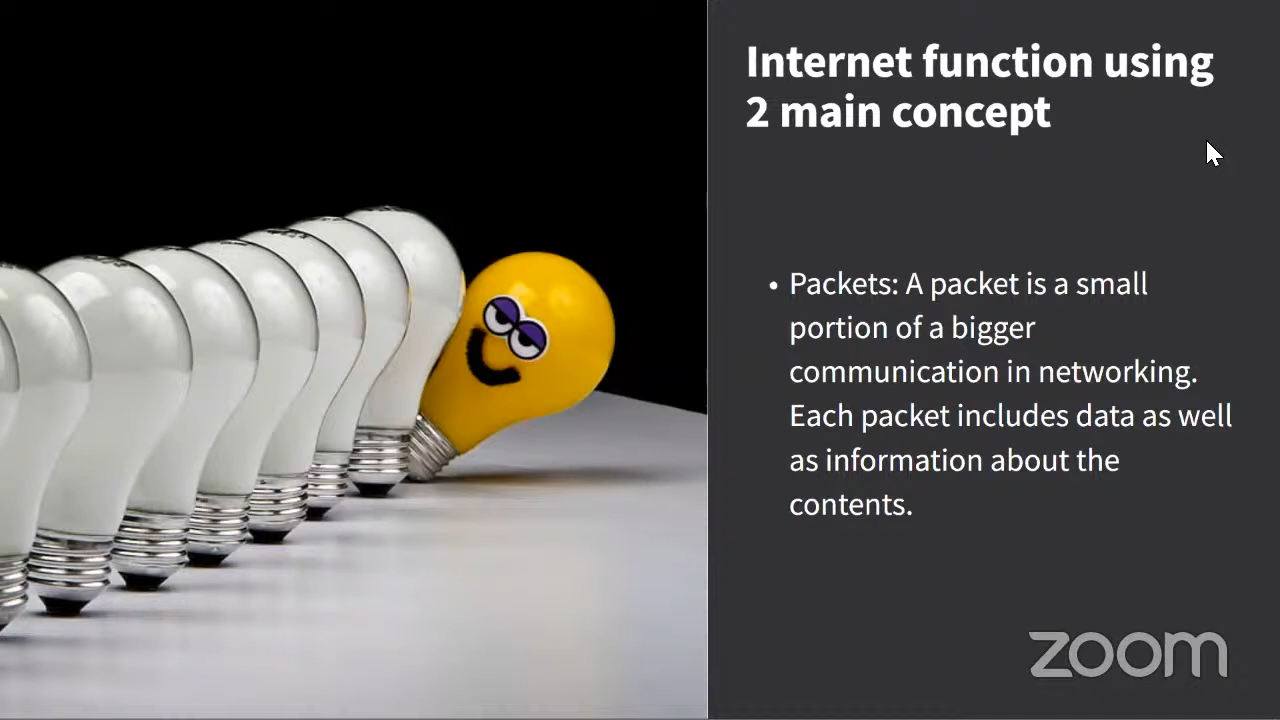 Internet function using
2 main concept
• Packets: A packet is a small
portion of a bigger
communication in networking.
Each packet includes data as well
as information about the
contents.
zoom